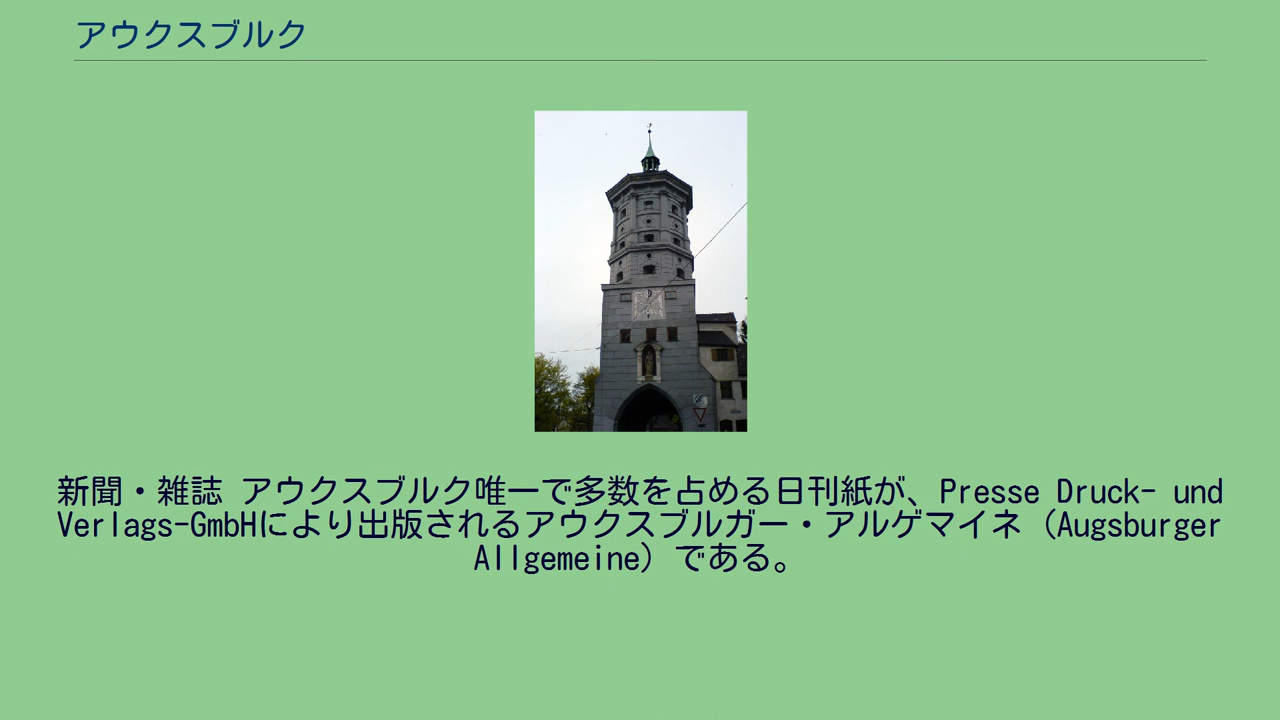 アウクスブルク
新聞・雑誌 アウクスブルク唯一で多数を占める日刊紙が、Presse Druck- und
Verlags-GmbHにより出版されるアウクスブルガー・アルゲマイネ (Augsburger
Allgemeine) である。